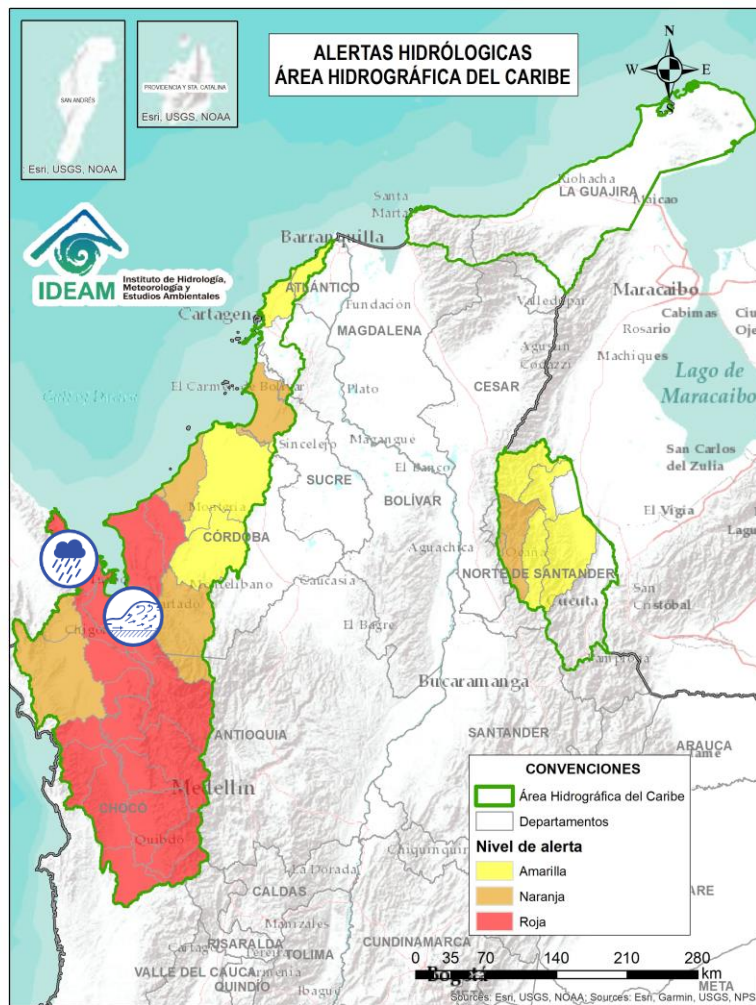 ALERTAS HIDRÓLOGICAS
ÁREA HIDROGRÁFICA DEL CARIBE
SAN ANDRÉS
Esri, USGS, NOAA
PROVIDENCIA Y STA. CATALINA
Esri, USGS, NOAA
N
W
E
S
IDEAM
Instituto de Hidrología,
Meteorología y
Estudios Ambientales
Riohacha
LA GUAJIRA
Maicao
Santa
Marta
Barranquilla
ATLÁNTICO
Cartagena
Fundación
MAGDALENA
Valledupar
Maracaibo
Cabimas
Rosario
Machiques
Agustín
Codazzi
CESAR
Lago de
Maracaibo
El Carmen de Bolívar
Plato
Sincelejo
Magangué
SUCRE
El Banco
BOLÍVAR
San Carlos
del Zulia
El Vigía
Montería
CÓRDOBA
Aguachica
Ocaña
NORTE DE SANTANDER
Cúcuta
San
Cristóbal
Montelíbano
Caucasia
El Bagre
Pamplona
Bucaramanga
SANTANDER
ANTIOQUIA
ARAUCA
Medellín
CHOCÓ
Quibdó
La Dorada
CALDAS
Manizales
RISARALDA
TOLIMA
CUNDINAMARCA
VALLE DEL CAUCA
Armenia
QUINDÍO
Ibagué
Bogotá
META
CONVENCIONES
Área Hidrográfica del Caribe
Departamentos
Nivel de alerta
Amarilla
Naranja
Roja
0 35 70 140 210 280
km
Sources: Esri, USGS, NOAA; Sources: Esri, Garmin, USGS, NPS